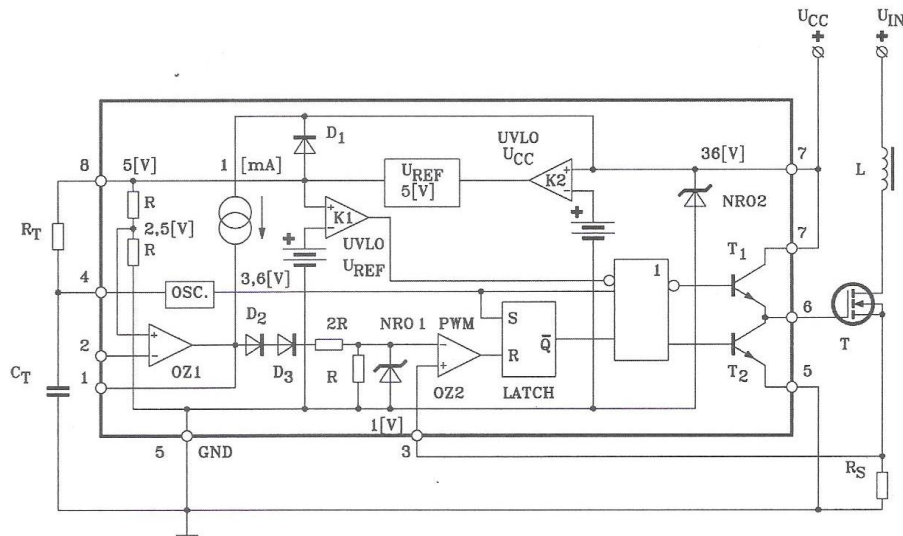 U_CC
U_IN
8
5[V]
1
[mA]
D_1
UVLO
U_CC
36[V]
7
U_REF
5[V]
K2
L
R
2,5[V]
R
K1
NRO2
7
R_T
UVLO
U_REF
T_1
4
3,6[V]
1
OSC.
6
D_2
2R
NRO1
PWM
S
T
2
R
Q̄
C_T
1
OZ1
D_3
R
OZ2
LATCH
T_2
5
1[V]
5
GND
3
R_S